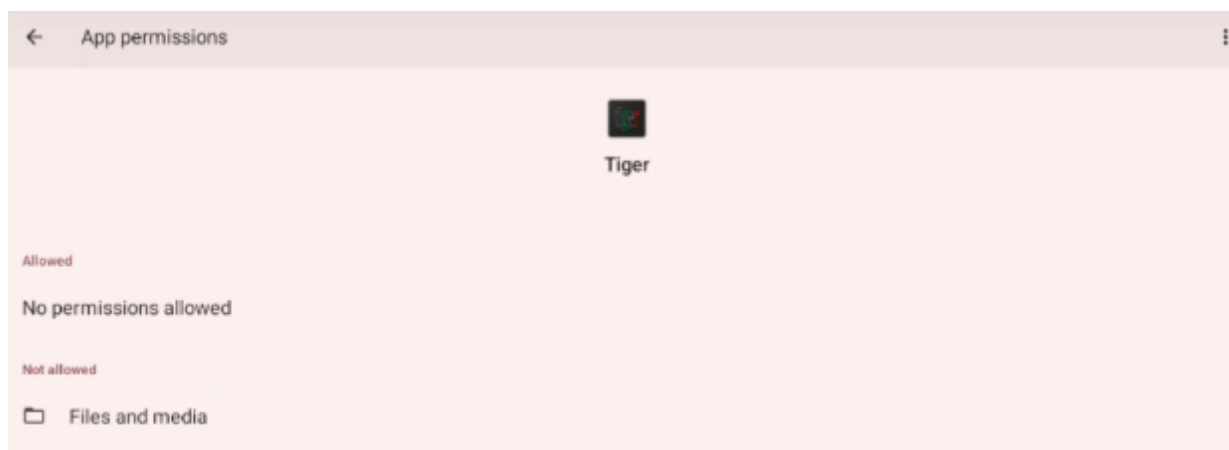 App permissions
Tiger
Allowed
No permissions allowed
Not allowed
Files and media